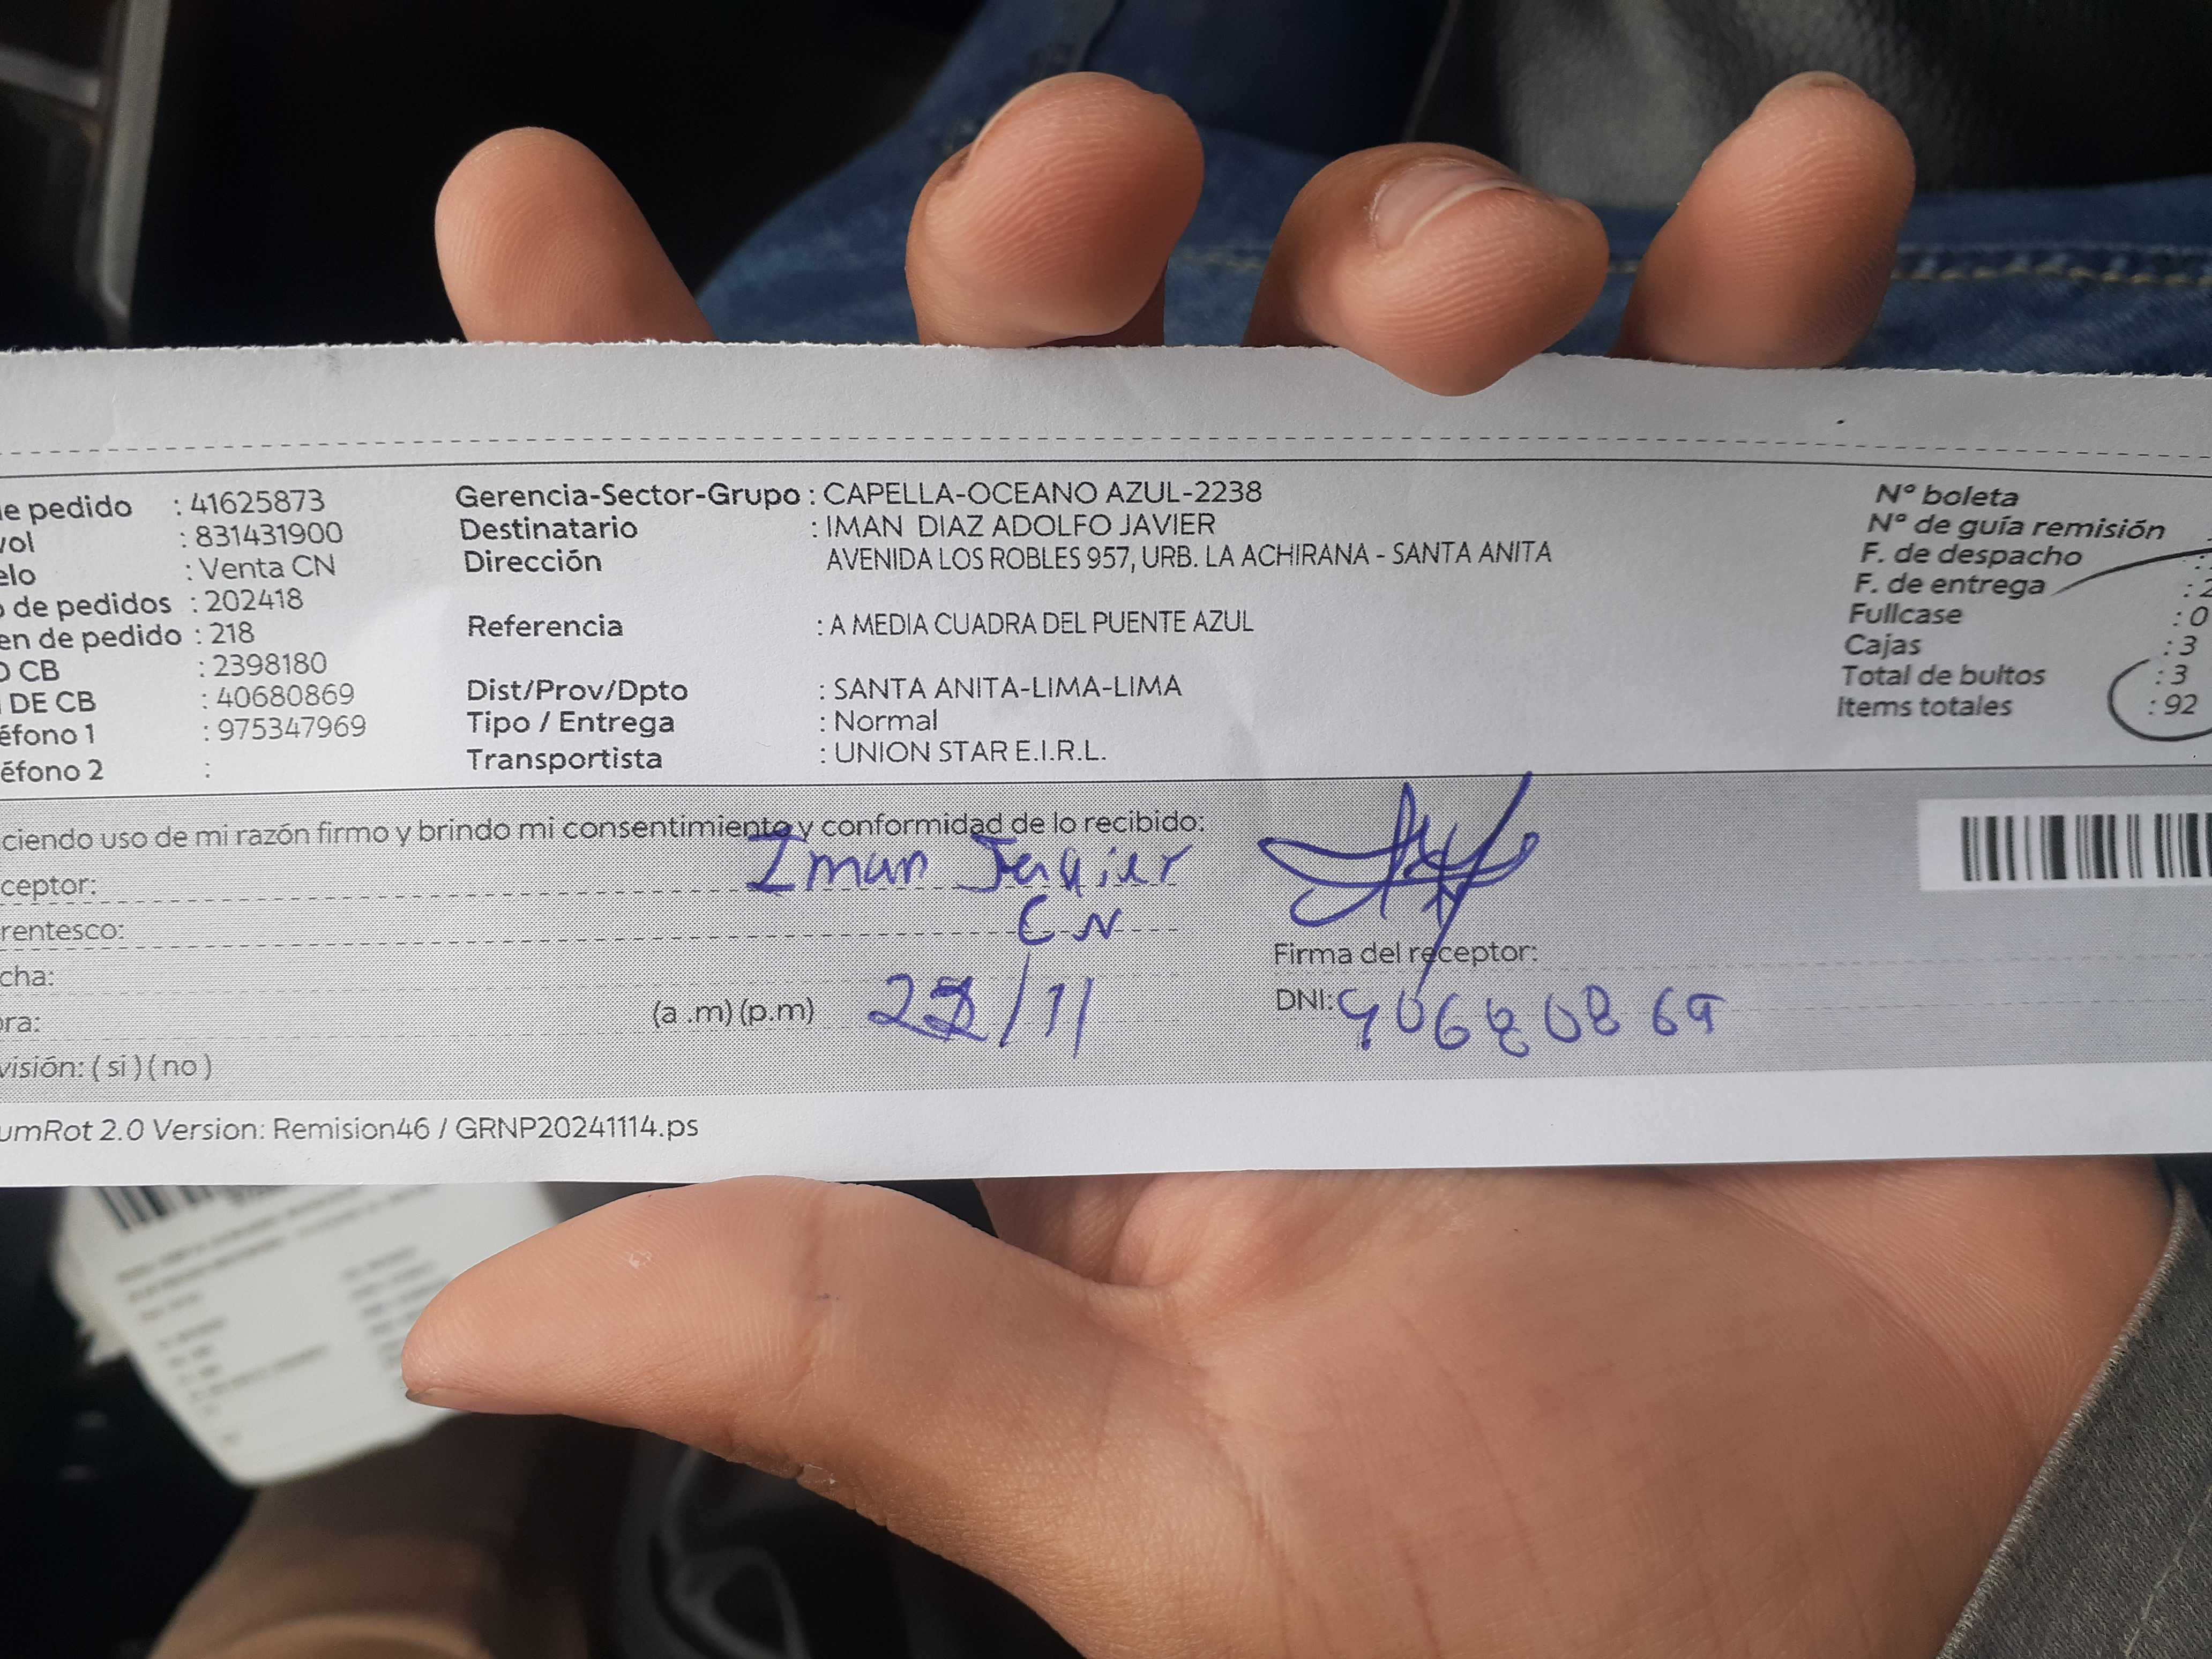 e pedido : 41625873
vol : 831431900
elo : Venta CN
o de pedidos : 202418
en de pedido : 218
O CB : 2398180
I DE CB : 40680869
éfono 1 : 975347969
éfono 2 :
Gerencia-Sector-Grupo : CAPELLA-OCEANO AZUL-2238
Destinatario : IMAN DIAZ ADOLFO JAVIER
Dirección AVENIDA LOS ROBLES 957, URB. LA ACHIRANA - SANTA ANITA
Referencia : A MEDIA CUADRA DEL PUENTE AZUL
Dist/Prov/Dpto : SANTA ANITA-LIMA-LIMA
Tipo / Entrega : Normal
Transportista : UNION STAR E.I.R.L.
N° boleta
N° de guía remisión
F. de despacho :
F. de entrega : 2
Fullcase : 0
Cajas : 3
Total de bultos : 3
Items totales : 92
ciendo uso de mi razón firmo y brindo mi consentimiento y conformidad de lo recibido:
ceptor: Iman Javier
rentesco: CN
cha:
ora: (a .m) (p.m) /11
visión: ( si ) ( no )
Firma del receptor:
DNI: 40680869
umRot 2.0 Version: Remision46 / GRNP20241114.ps